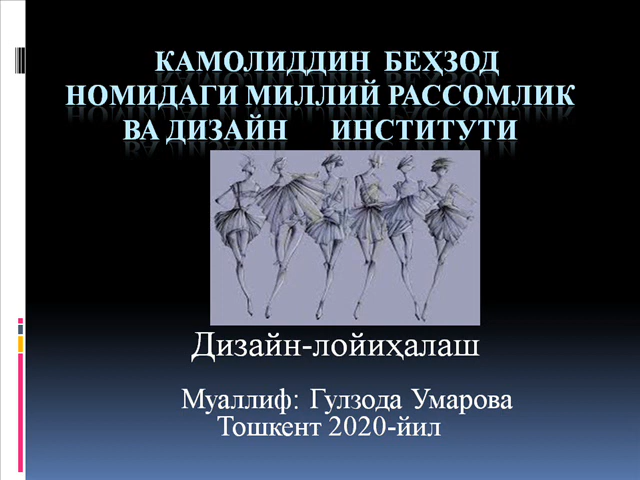 КАМОЛИДДИН БЕҲЗОД
НОМИДАГИ МИЛЛИЙ РАССОМЛИК
ВА ДИЗАЙН ИНСТИТУТИ
Дизайн-лойиҳалаш
Муаллиф: Гулзода Умарова
Тошкент 2020-йил